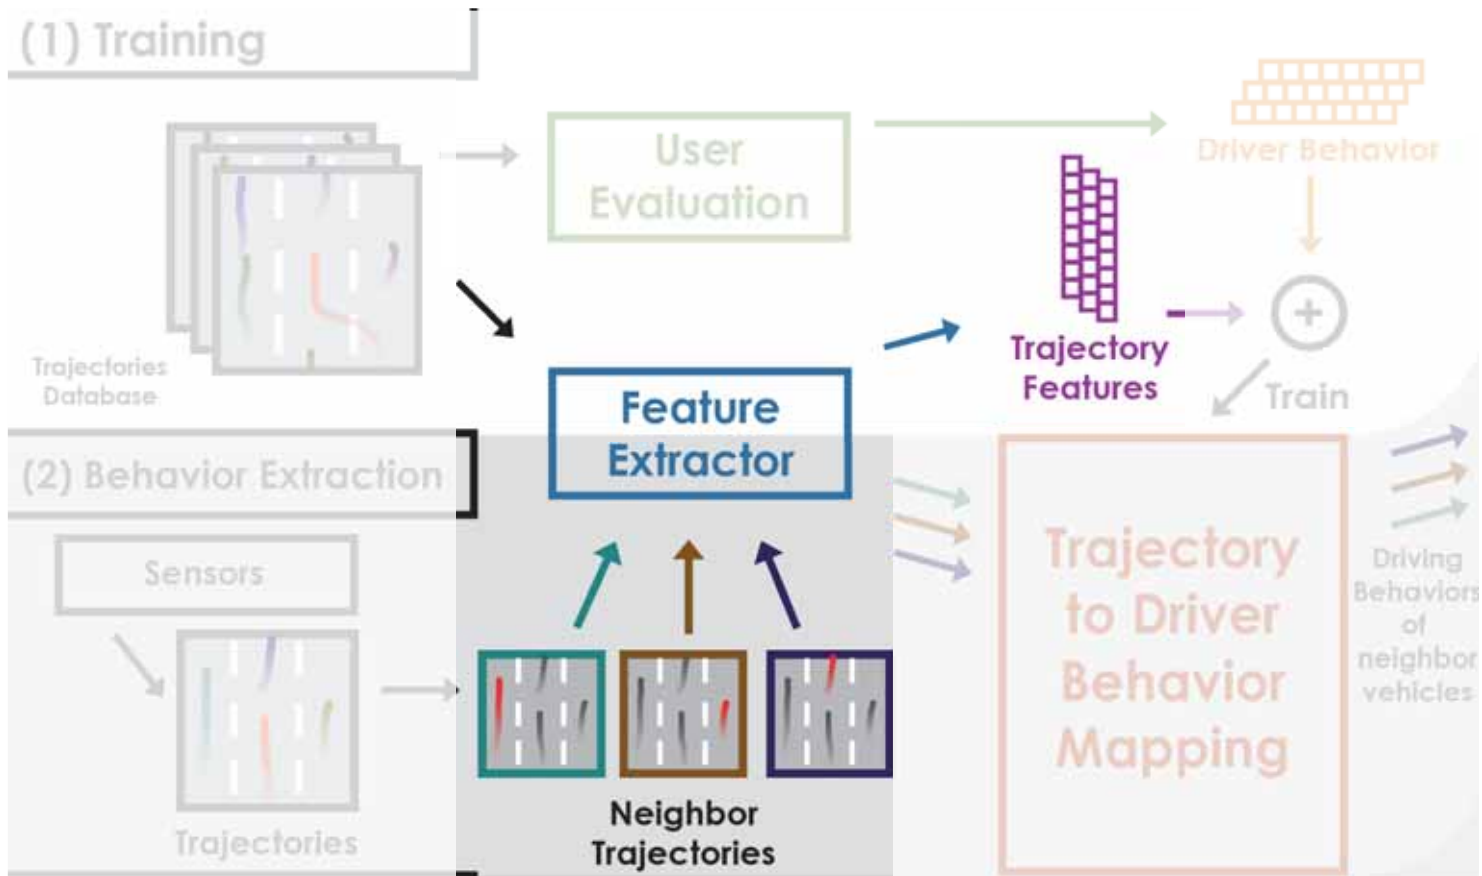 (1) Training
User
Evaluation
Driver Behavior
Trajectories
Database
Trajectory
Features
Train
Feature
Extractor
(2) Behavior Extraction
Sensors
Trajectories
Neighbor
Trajectories
Trajectory
to Driver
Behavior
Mapping
Driving
Behaviors
of
neighbor
vehicles